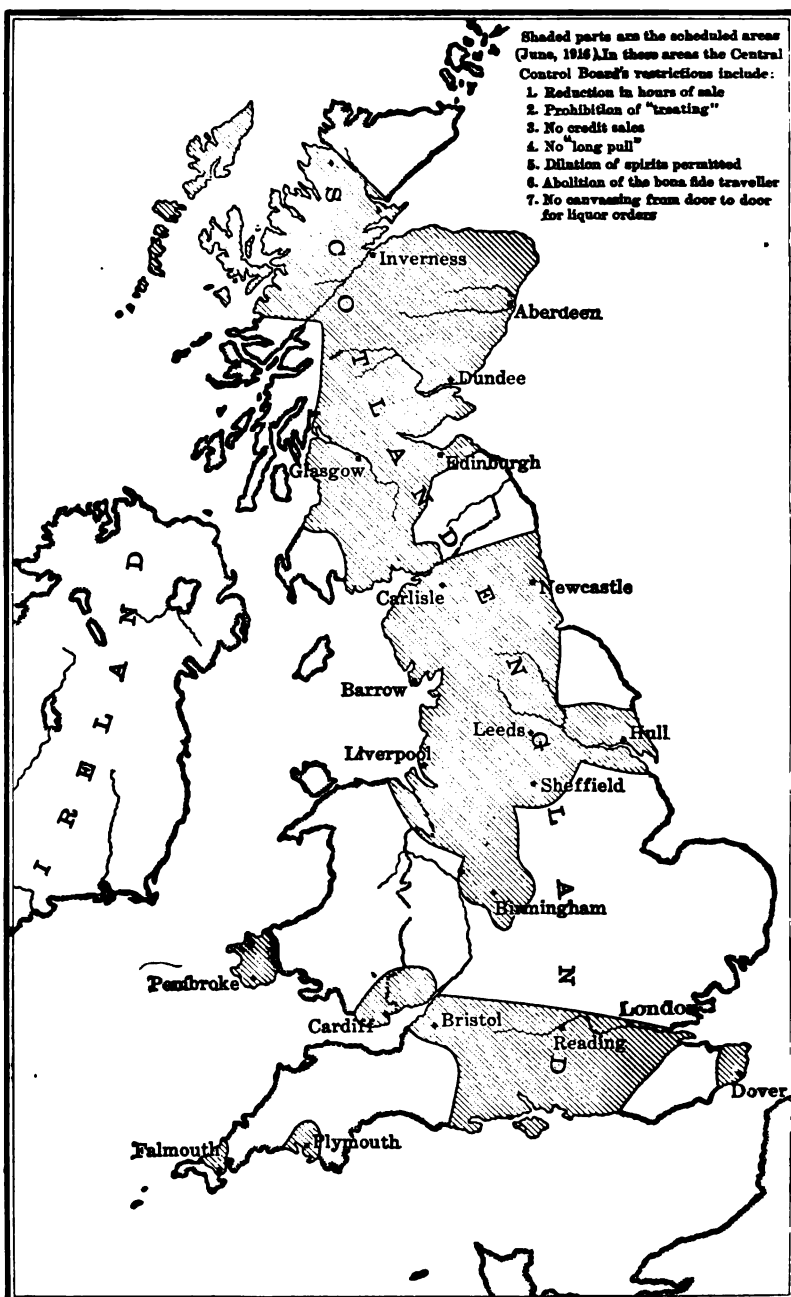 Shaded parts are the scheduled areas
(June, 1916). In these areas the Central
Control Board's restrictions include:
1. Reduction in hours of sale
2. Prohibition of "treating"
3. No credit sales
4. No "long pull"
5. Dilution of spirits permitted
6. Abolition of the bona fide traveller
7. No canvassing from door to door
for liquor orders
SCOTLAND
Inverness
Aberdeen
Dundee
Glasgow
Edinburgh
IRELAND
ENGLAND
Carlisle
Newcastle
Barrow
Leeds
Hull
Liverpool
Sheffield
Birmingham
Pembroke
Cardiff
Bristol
London
Reading
Dover
Falmouth
Plymouth